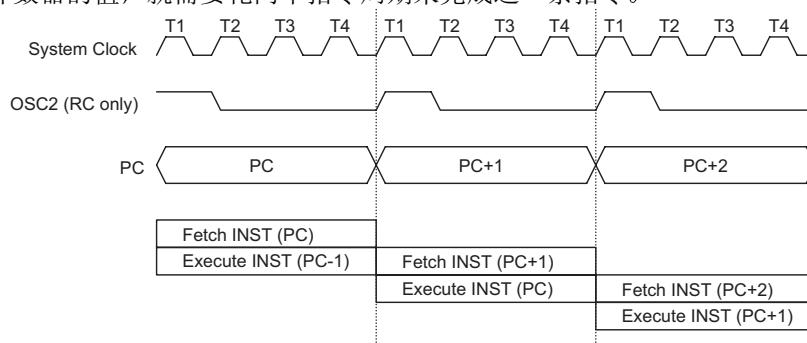 T1 T2 T3 T4 T1 T2 T3 T4 T1 T2 T3 T4
System Clock
OSC2 (RC only)
PC PC PC+1 PC+2
Fetch INST (PC)
Execute INST (PC-1) Fetch INST (PC+1)
Execute INST (PC) Fetch INST (PC+2)
Execute INST (PC+1)